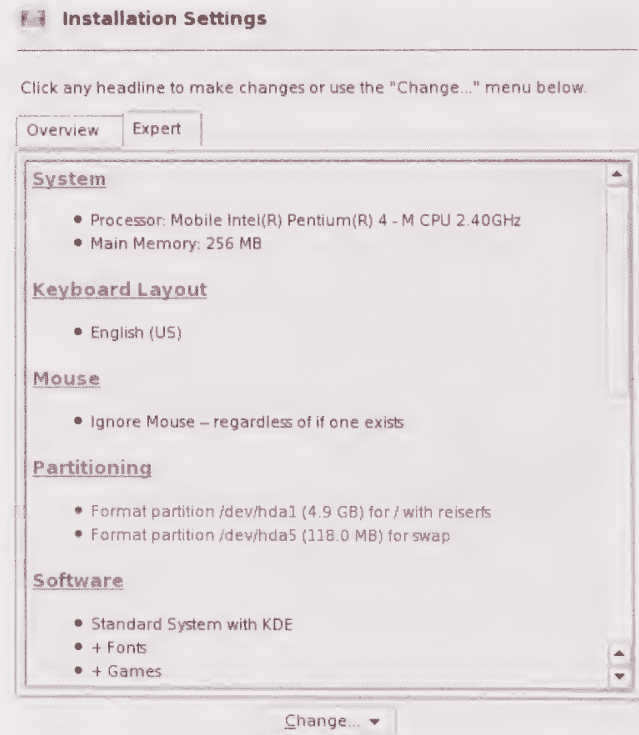 Installation Settings
Click any headline to make changes or use the "Change..." menu below.
Overview Expert
System
• Processor: Mobile Intel(R) Pentium(R) 4 - M CPU 2.40GHz
• Main Memory: 256 MB
Keyboard Layout
• English (US)
Mouse
• Ignore Mouse – regardless of if one exists
Partitioning
• Format partition /dev/hda1 (4.9 GB) for / with reiserfs
• Format partition /dev/hda5 (118.0 MB) for swap
Software
• Standard System with KDE
• + Fonts
• + Games
Change...